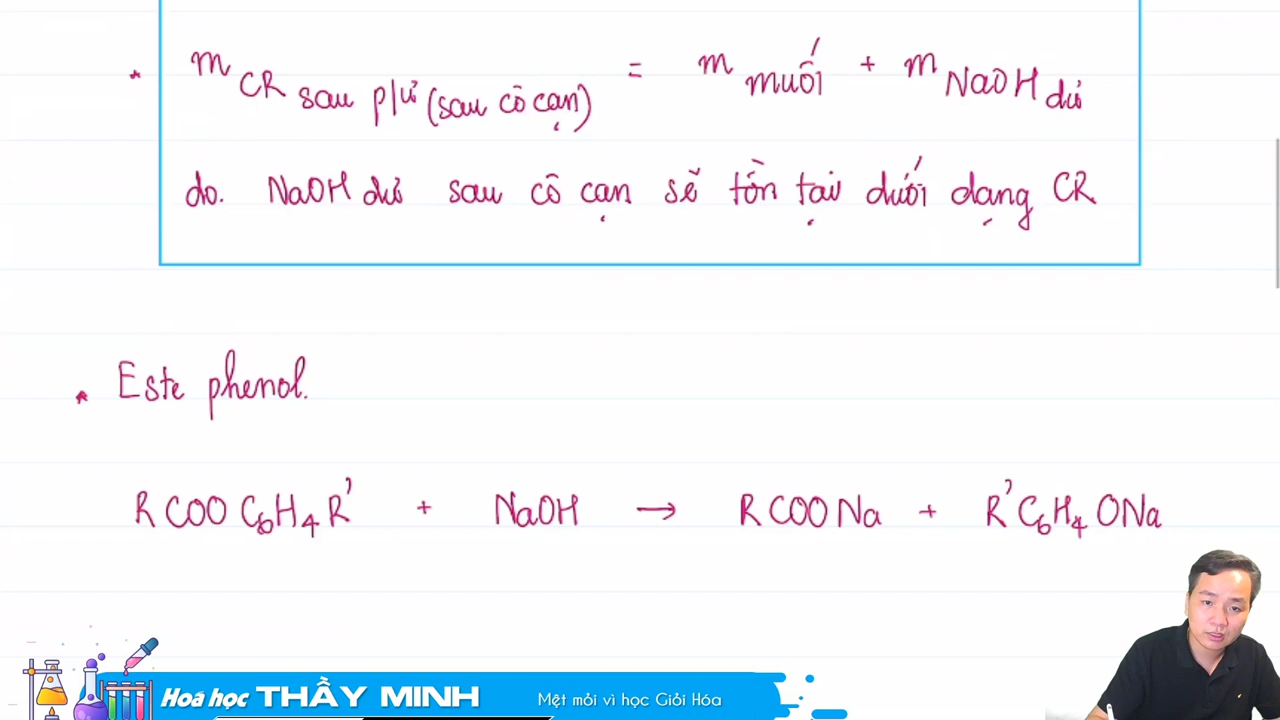 * m CR sau p/ư (sau cô cạn) = m muối + m NaOH dư
do. NaOH dư sau cô cạn sẽ tồn tại dưới dạng CR
* Este phenol.
RCOOC₆H₄R' + NaOH → RCOONa + R'C₆H₄ONa
Hoá học THẦY MINH Mệt mỏi vì học Giỏi Hóa